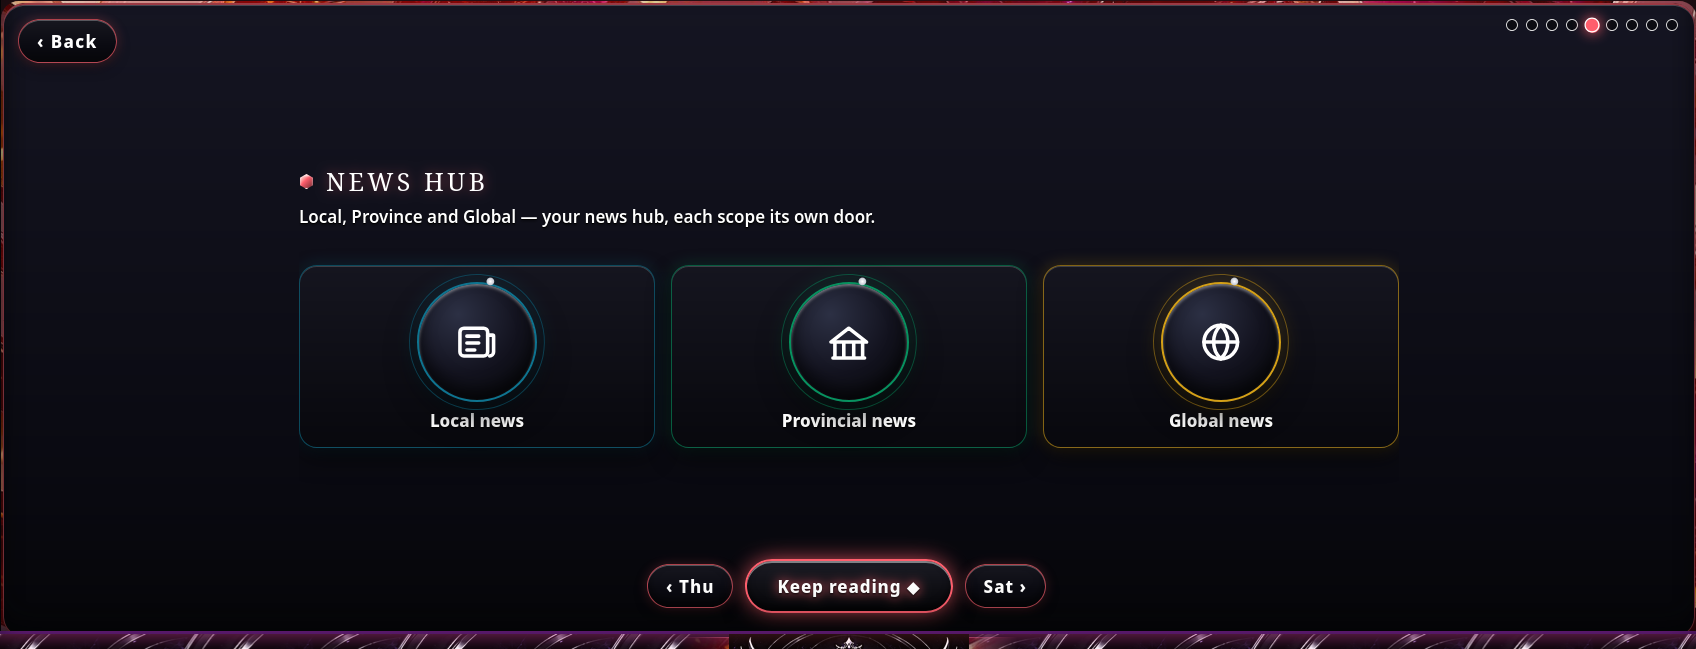 ‹ Back
NEWS HUB
Local, Province and Global — your news hub, each scope its own door.
Local news
Provincial news
Global news
‹ Thu
Keep reading ◆
Sat ›